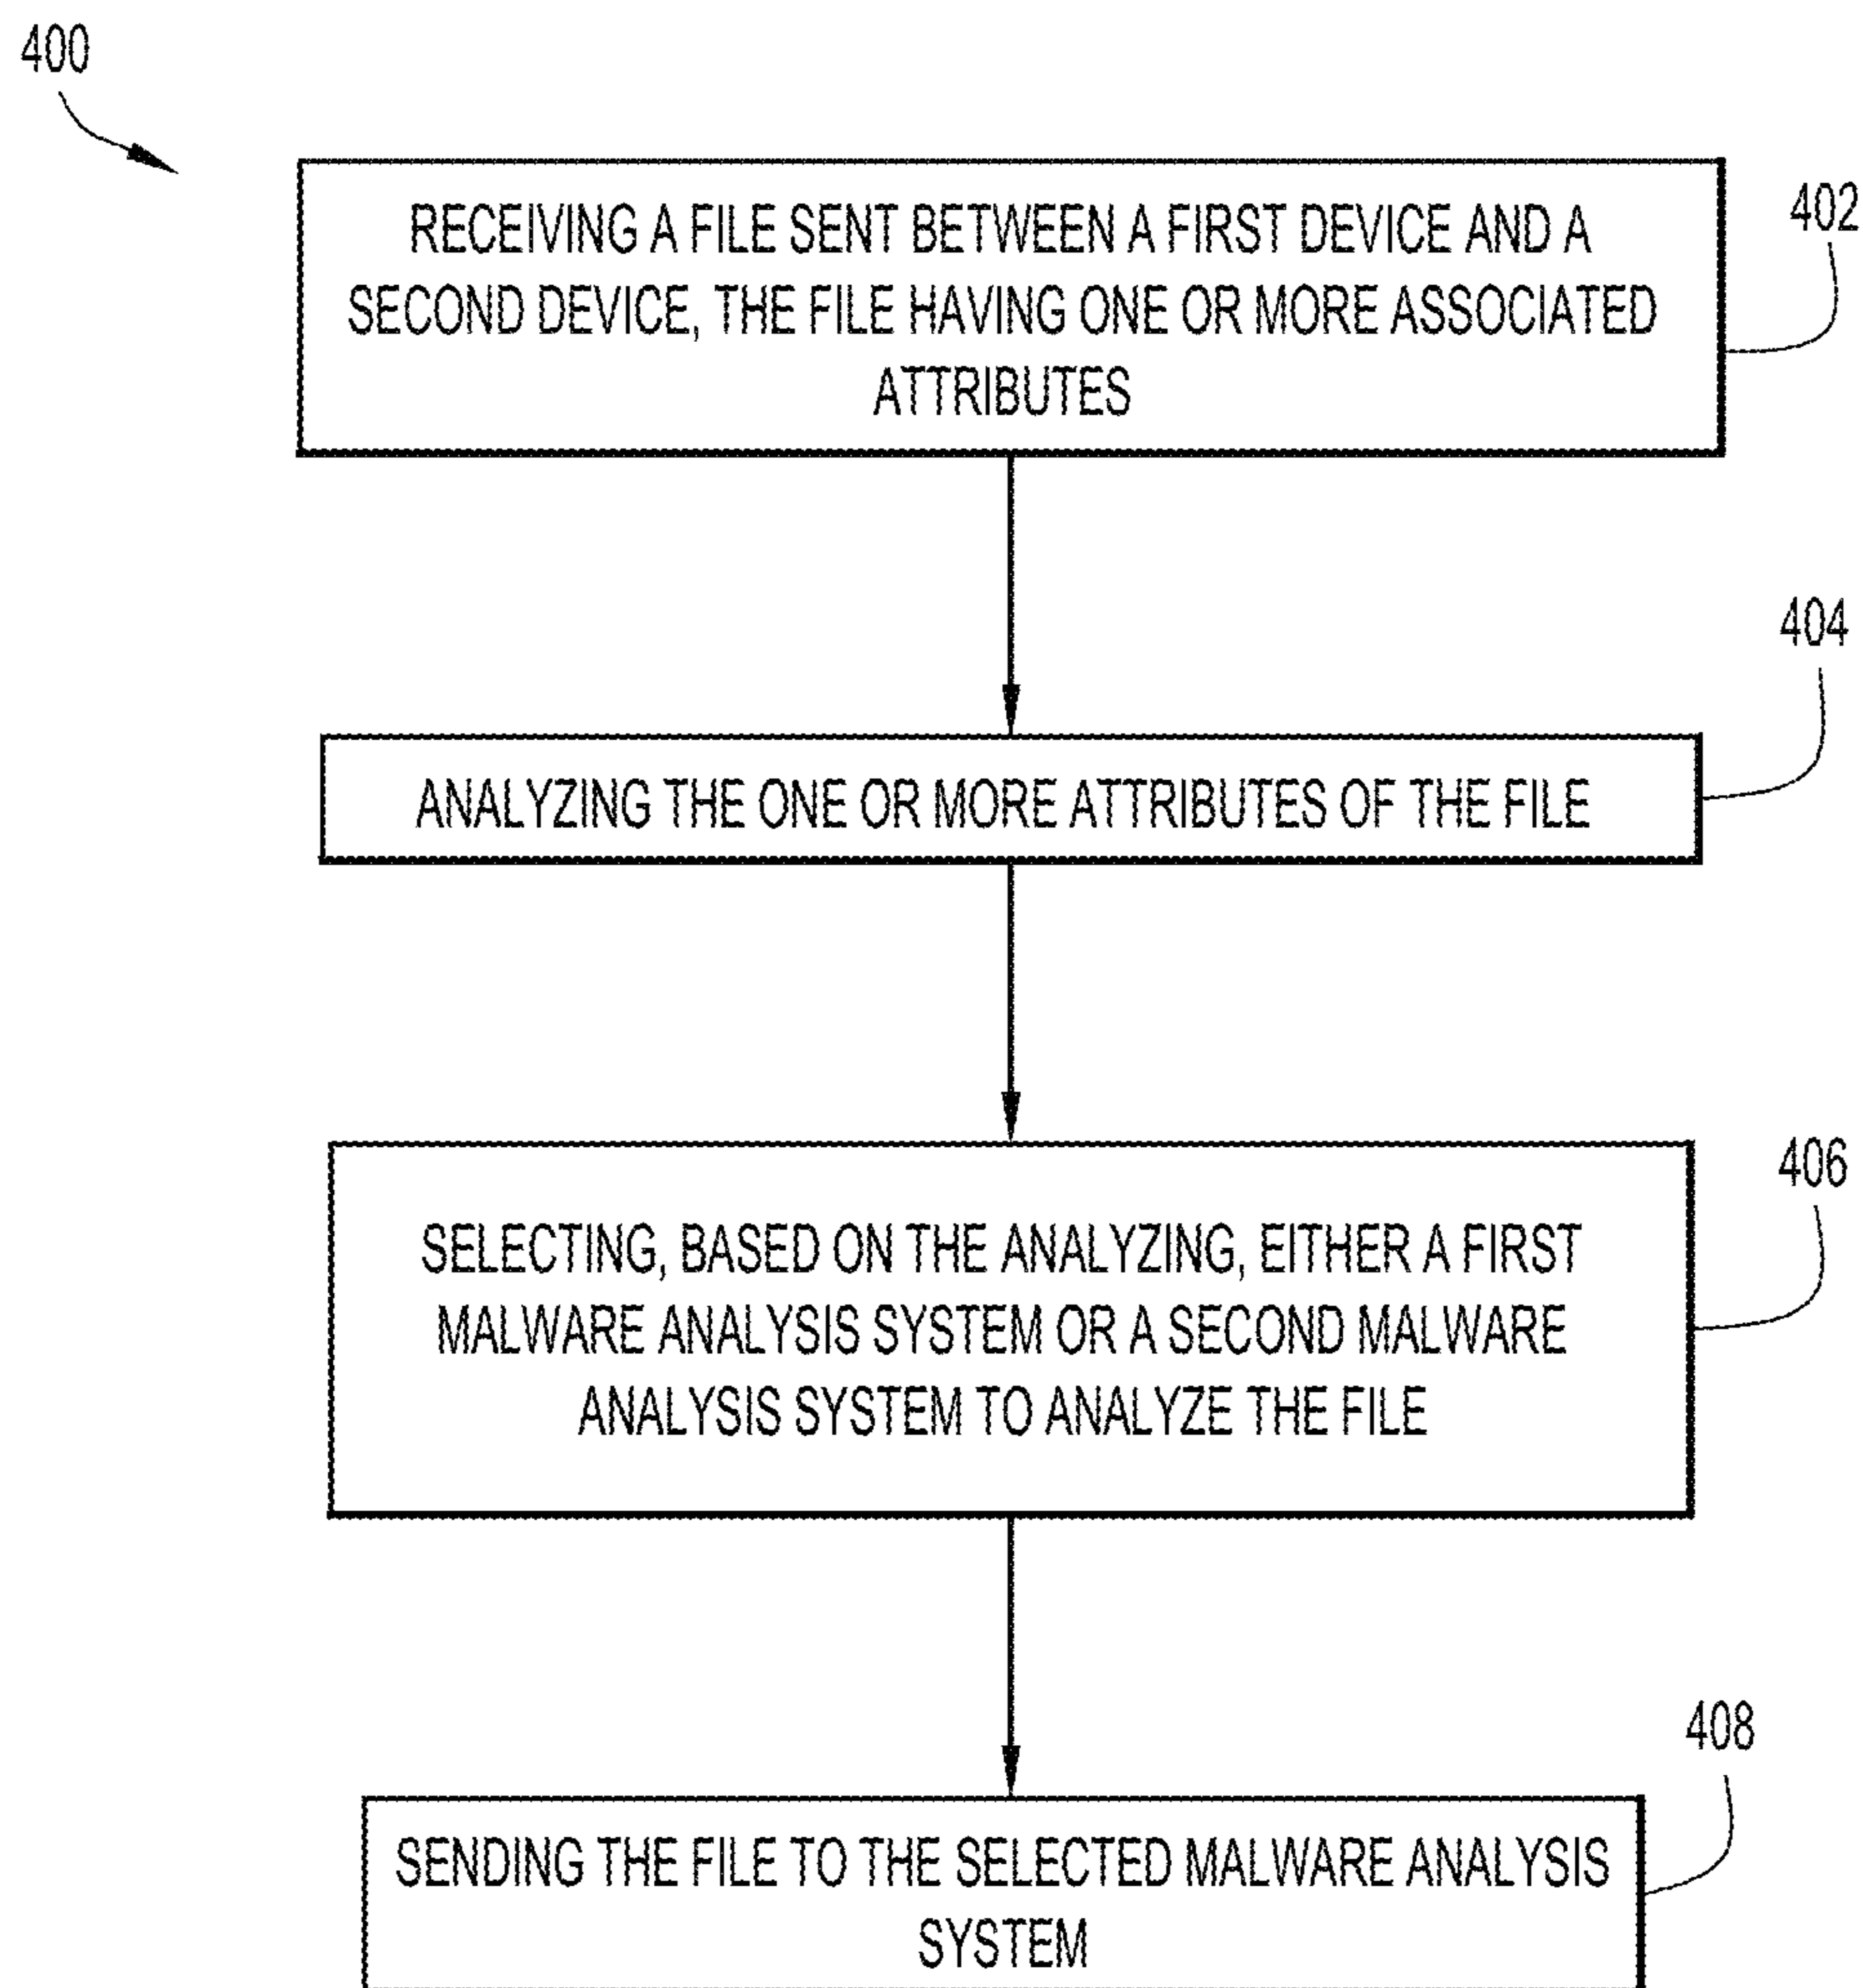 400
RECEIVING A FILE SENT BETWEEN A FIRST DEVICE AND A
SECOND DEVICE, THE FILE HAVING ONE OR MORE ASSOCIATED
ATTRIBUTES
402
404
ANALYZING THE ONE OR MORE ATTRIBUTES OF THE FILE
406
SELECTING, BASED ON THE ANALYZING, EITHER A FIRST
MALWARE ANALYSIS SYSTEM OR A SECOND MALWARE
ANALYSIS SYSTEM TO ANALYZE THE FILE
408
SENDING THE FILE TO THE SELECTED MALWARE ANALYSIS
SYSTEM